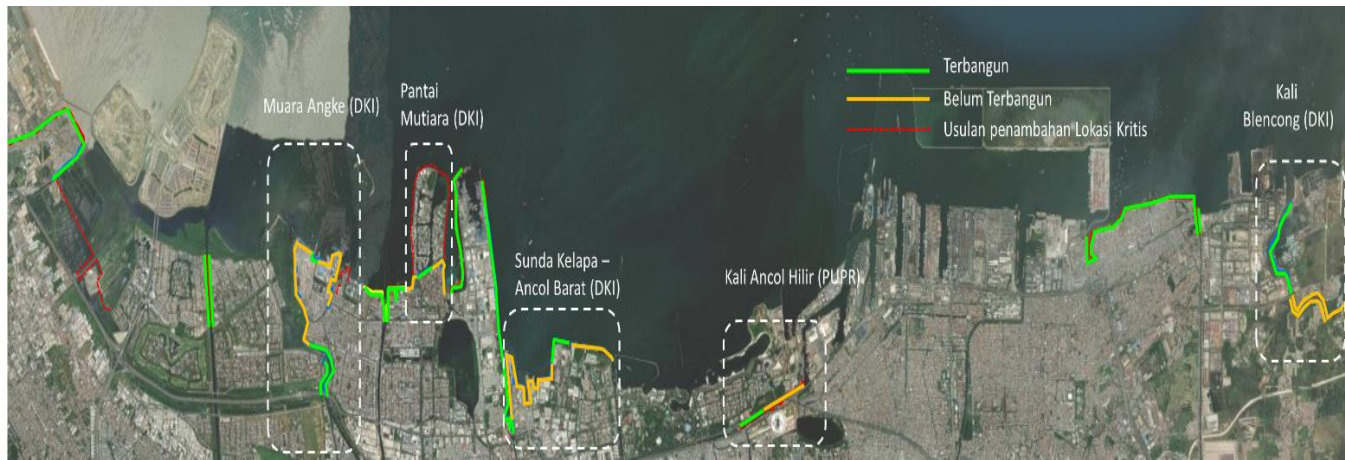 Muara Angke (DKI)
Pantai
Mutiara (DKI)
Sunda Kelapa –
Ancol Barat (DKI)
Kali Ancol Hilir (PUPR)
Terbangun
Belum Terbangun
Usulan penambahan Lokasi Kritis
Kali
Blencong (DKI)